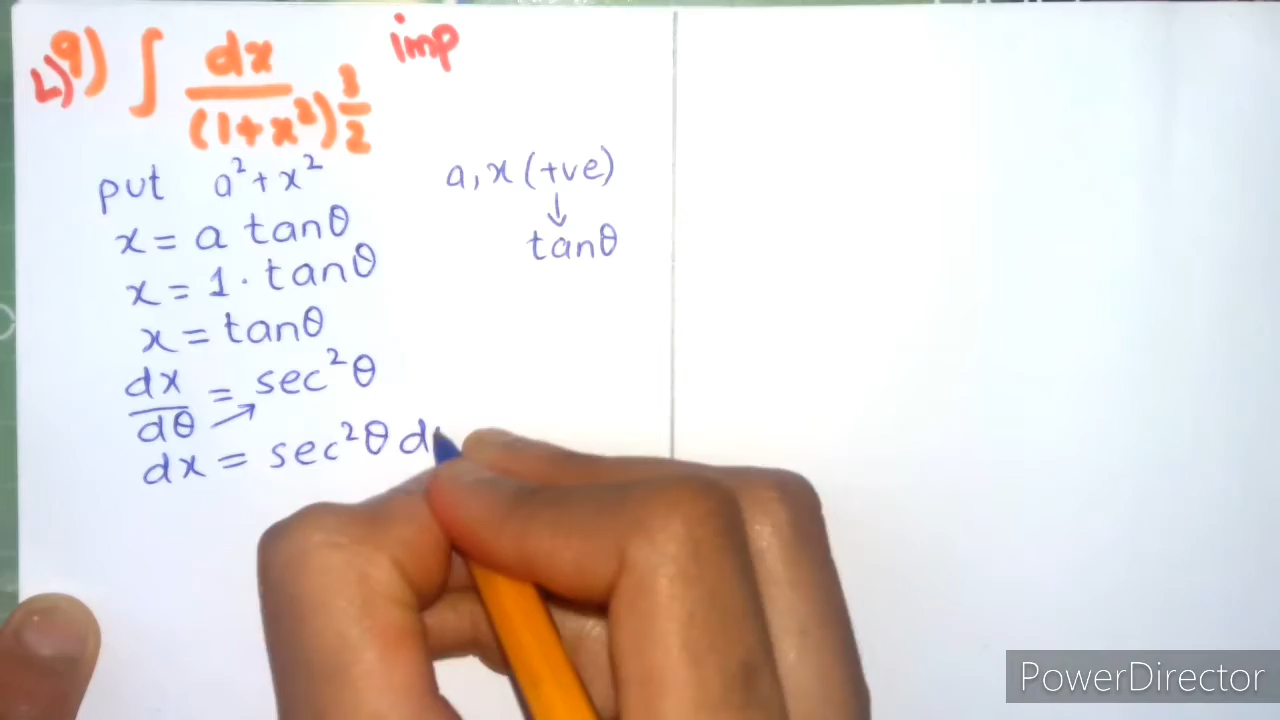 L) 9) ∫ dx / (1+x²)^3/2 imp
put a² + x²
x = a tanθ
x = 1 · tanθ
x = tanθ
dx/dθ = sec²θ
dx = sec²θ d
a, x (+ve)
↓
tanθ
PowerDirector